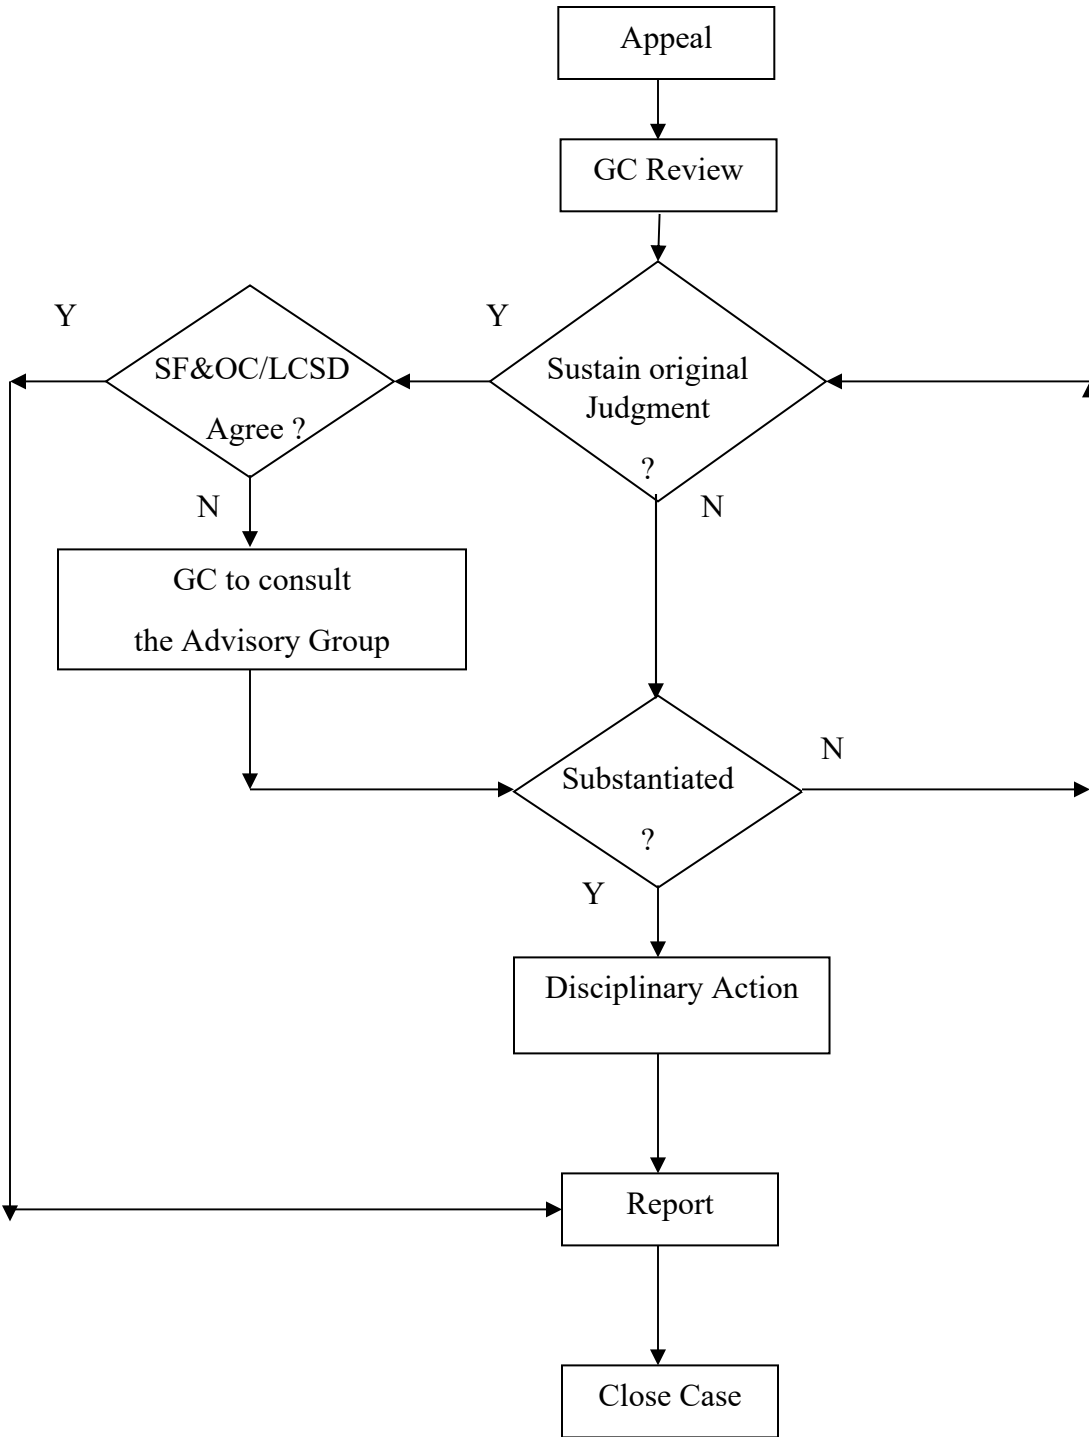 Appeal
GC Review
Y
Y
SF&OC/LCSD
Agree ?
Sustain original
Judgment
?
N
N
GC to consult
the Advisory Group
N
Substantiated
?
Y
Disciplinary Action
Report
Close Case